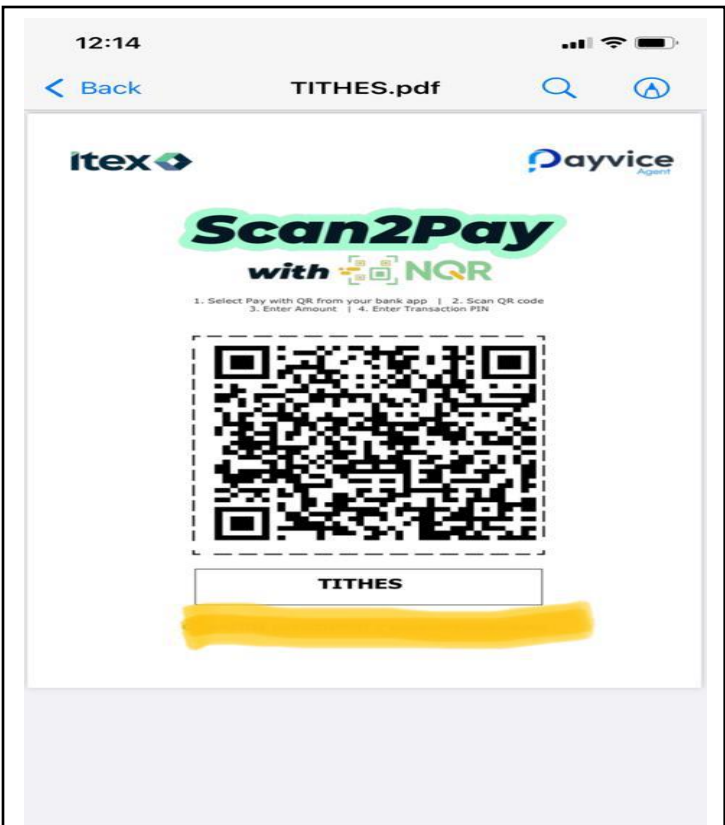 12:14
Back TITHES.pdf
itex Payvice
Agent
Scan2Pay
with NQR
1. Select Pay with QR from your bank app | 2. Scan QR code
3. Enter Amount | 4. Enter Transaction PIN
TITHES